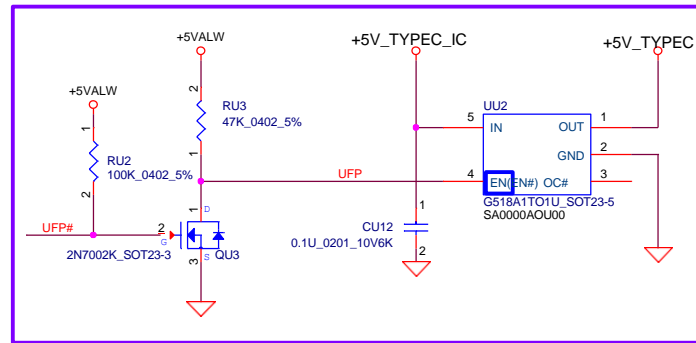 +5VALW
+5V_TYPEC_IC
+5V_TYPEC
+5VALW
2
RU3
47K_0402_5%
1
1
RU2
100K_0402_5%
2
UU2
5
IN
OUT
1
GND
2
UFP
4
EN(EN#)
OC#
3
G518A1TO1U_SOT23-5
SA0000AOU00
1
D
UFP#
2
G
2N7002K_SOT23-3
S
QU3
3
1
CU12
0.1U_0201_10V6K
2